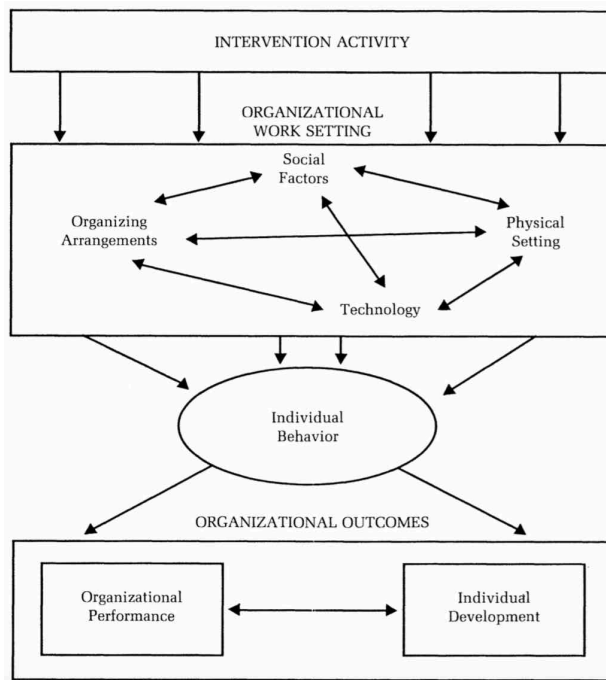 INTERVENTION ACTIVITY
ORGANIZATIONAL
WORK SETTING
Social
Factors
Organizing
Arrangements
Physical
Setting
Technology
Individual
Behavior
ORGANIZATIONAL OUTCOMES
Organizational
Performance
Individual
Development